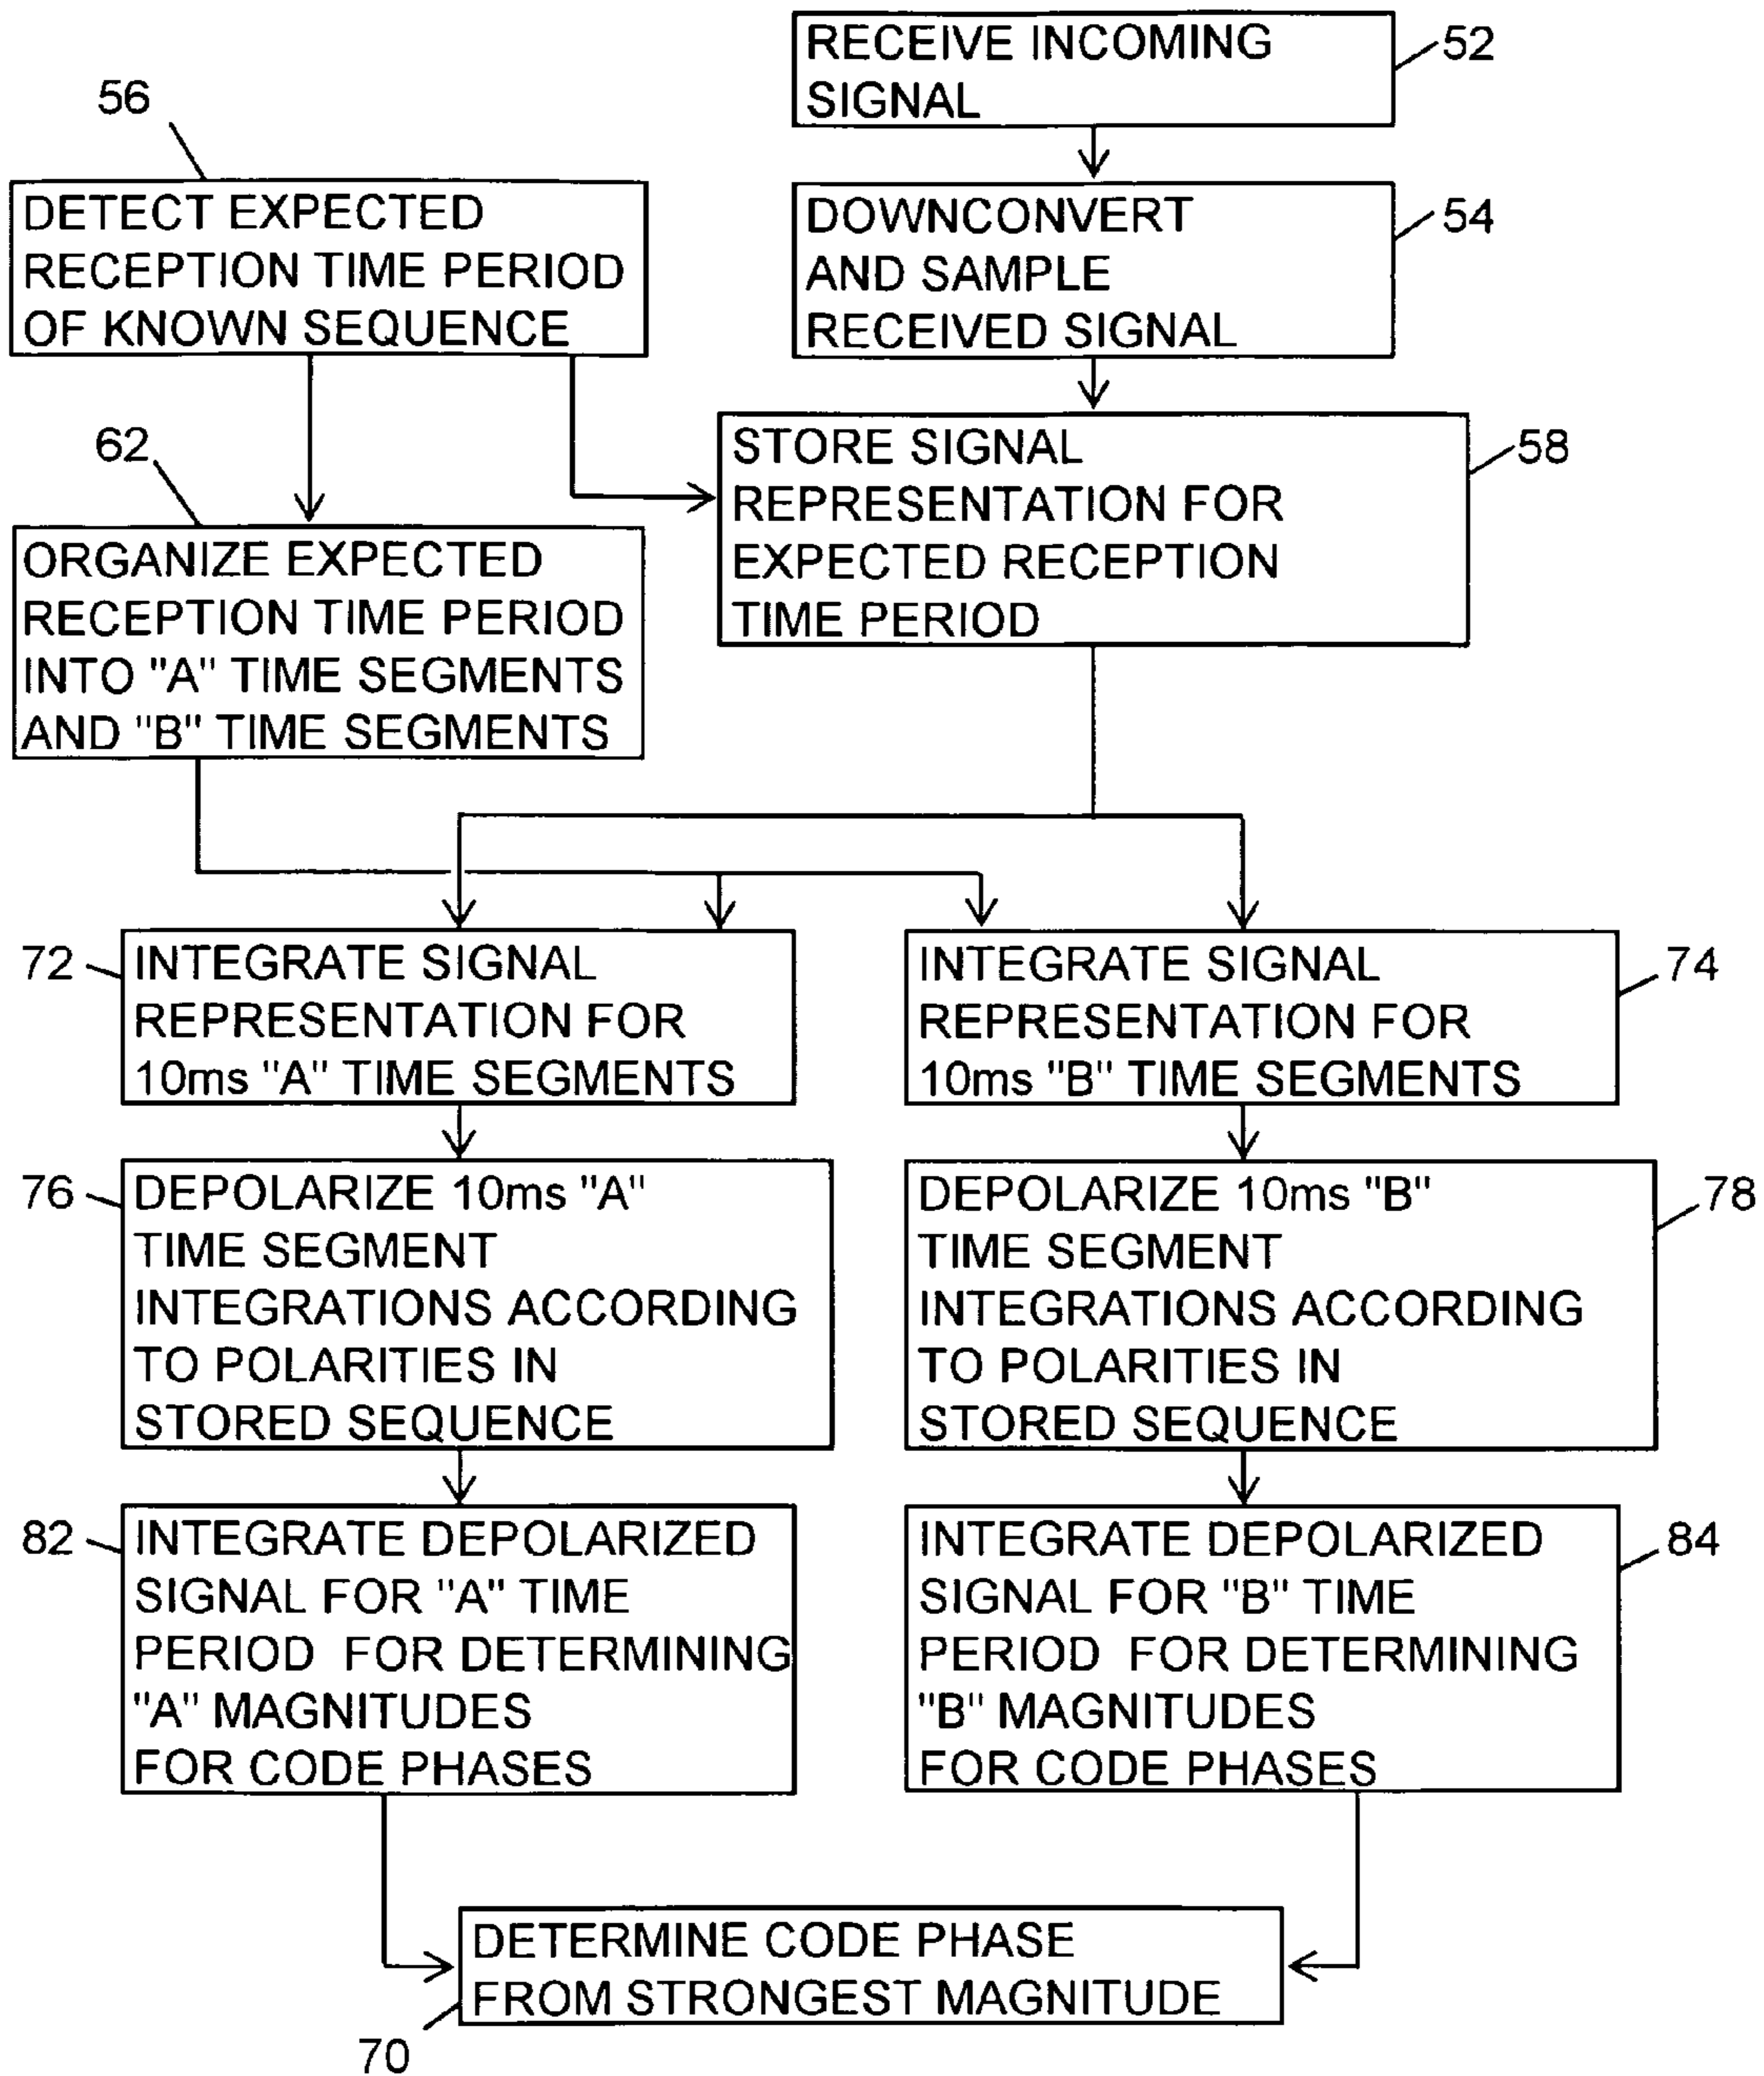 RECEIVE INCOMING
SIGNAL
52
56
DETECT EXPECTED
RECEPTION TIME PERIOD
OF KNOWN SEQUENCE
DOWNCONVERT
AND SAMPLE
RECEIVED SIGNAL
54
62
ORGANIZE EXPECTED
RECEPTION TIME PERIOD
INTO "A" TIME SEGMENTS
AND "B" TIME SEGMENTS
STORE SIGNAL
REPRESENTATION FOR
EXPECTED RECEPTION
TIME PERIOD
58
72
INTEGRATE SIGNAL
REPRESENTATION FOR
10ms "A" TIME SEGMENTS
INTEGRATE SIGNAL
REPRESENTATION FOR
10ms "B" TIME SEGMENTS
74
76
DEPOLARIZE 10ms "A"
TIME SEGMENT
INTEGRATIONS ACCORDING
TO POLARITIES IN
STORED SEQUENCE
DEPOLARIZE 10ms "B"
TIME SEGMENT
INTEGRATIONS ACCORDING
TO POLARITIES IN
STORED SEQUENCE
78
82
INTEGRATE DEPOLARIZED
SIGNAL FOR "A" TIME
PERIOD FOR DETERMINING
"A" MAGNITUDES
FOR CODE PHASES
INTEGRATE DEPOLARIZED
SIGNAL FOR "B" TIME
PERIOD FOR DETERMINING
"B" MAGNITUDES
FOR CODE PHASES
84
DETERMINE CODE PHASE
FROM STRONGEST MAGNITUDE
70